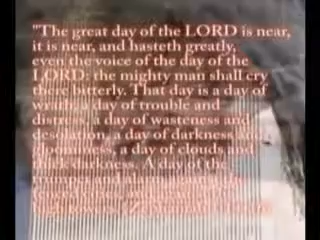 "The great day of the LORD is near,
it is near, and hasteth greatly,
even the voice of the day of the
LORD: the mighty man shall cry
there bitterly. That day is a day of
wrath, a day of trouble and
distress, a day of wasteness and
desolation, a day of darkness and
gloominess, a day of clouds and
thick darkness. A day of the
trumpet and